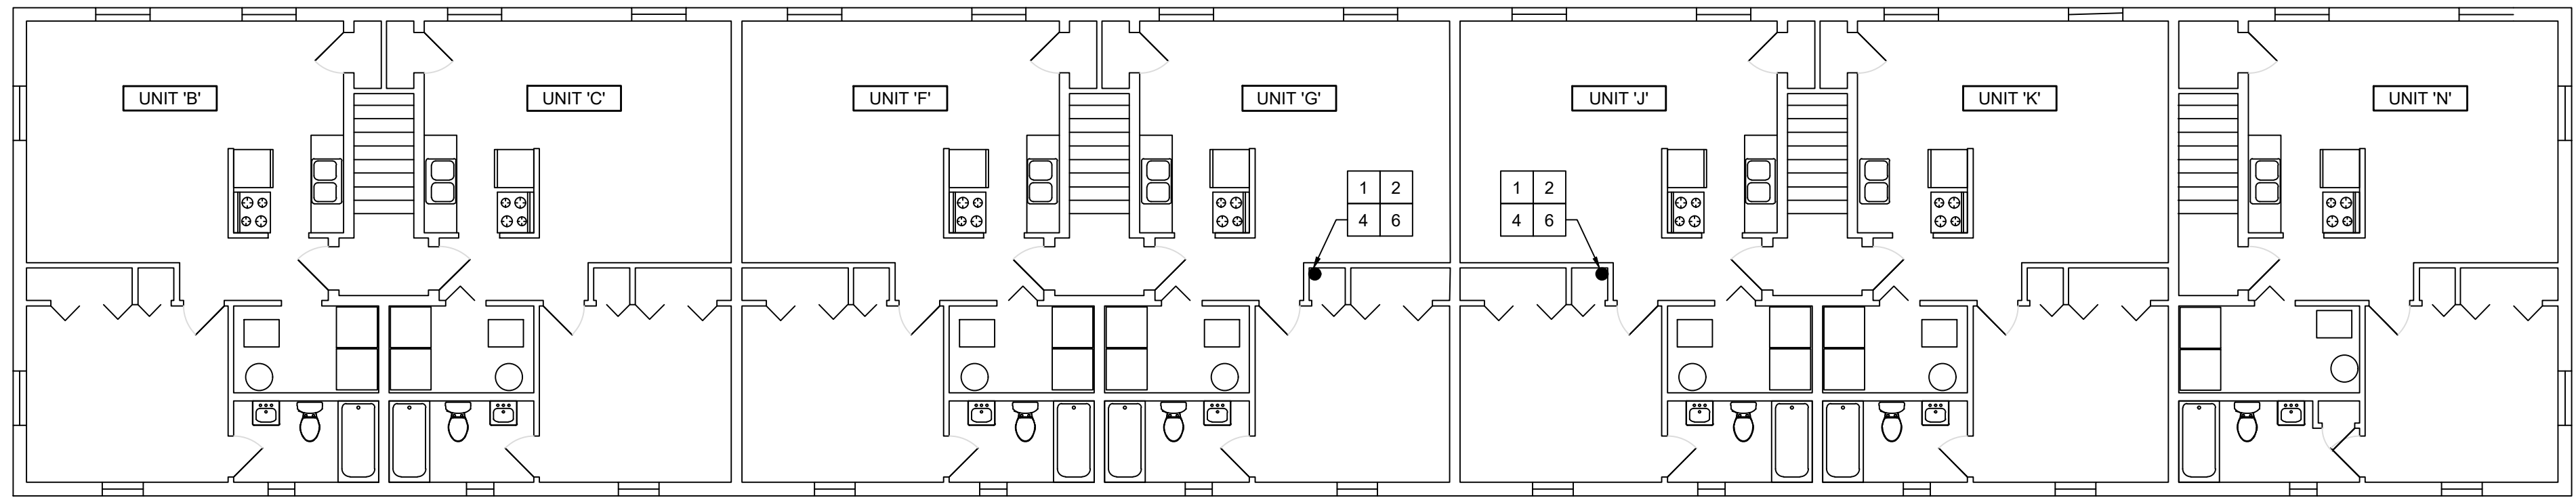 UNIT 'B'
UNIT 'C'
UNIT 'F'
UNIT 'G'
UNIT 'J'
UNIT 'K'
UNIT 'N'
1 2
4 6
1 2
4 6